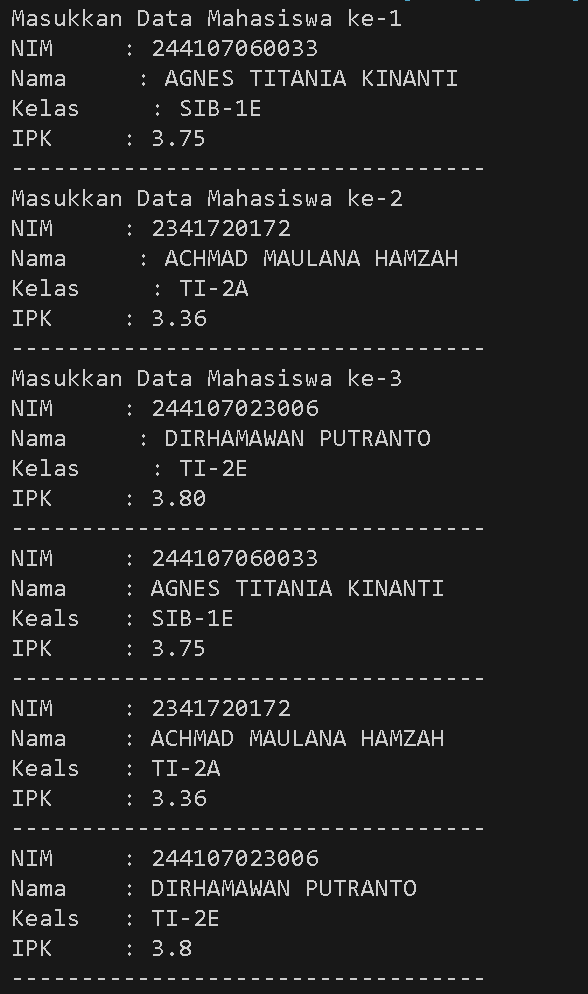 Masukkan Data Mahasiswa ke-1
NIM     : 244107060033
Nama     : AGNES TITANIA KINANTI
Kelas     : SIB-1E
IPK     : 3.75
----------------------------------
Masukkan Data Mahasiswa ke-2
NIM     : 2341720172
Nama     : ACHMAD MAULANA HAMZAH
Kelas     : TI-2A
IPK     : 3.36
----------------------------------
Masukkan Data Mahasiswa ke-3
NIM     : 244107023006
Nama     : DIRHAMAWAN PUTRANTO
Kelas     : TI-2E
IPK     : 3.80
----------------------------------
NIM     : 244107060033
Nama    : AGNES TITANIA KINANTI
Keals   : SIB-1E
IPK     : 3.75
----------------------------------
NIM     : 2341720172
Nama    : ACHMAD MAULANA HAMZAH
Keals   : TI-2A
IPK     : 3.36
----------------------------------
NIM     : 244107023006
Nama    : DIRHAMAWAN PUTRANTO
Keals   : TI-2E
IPK     : 3.8
----------------------------------